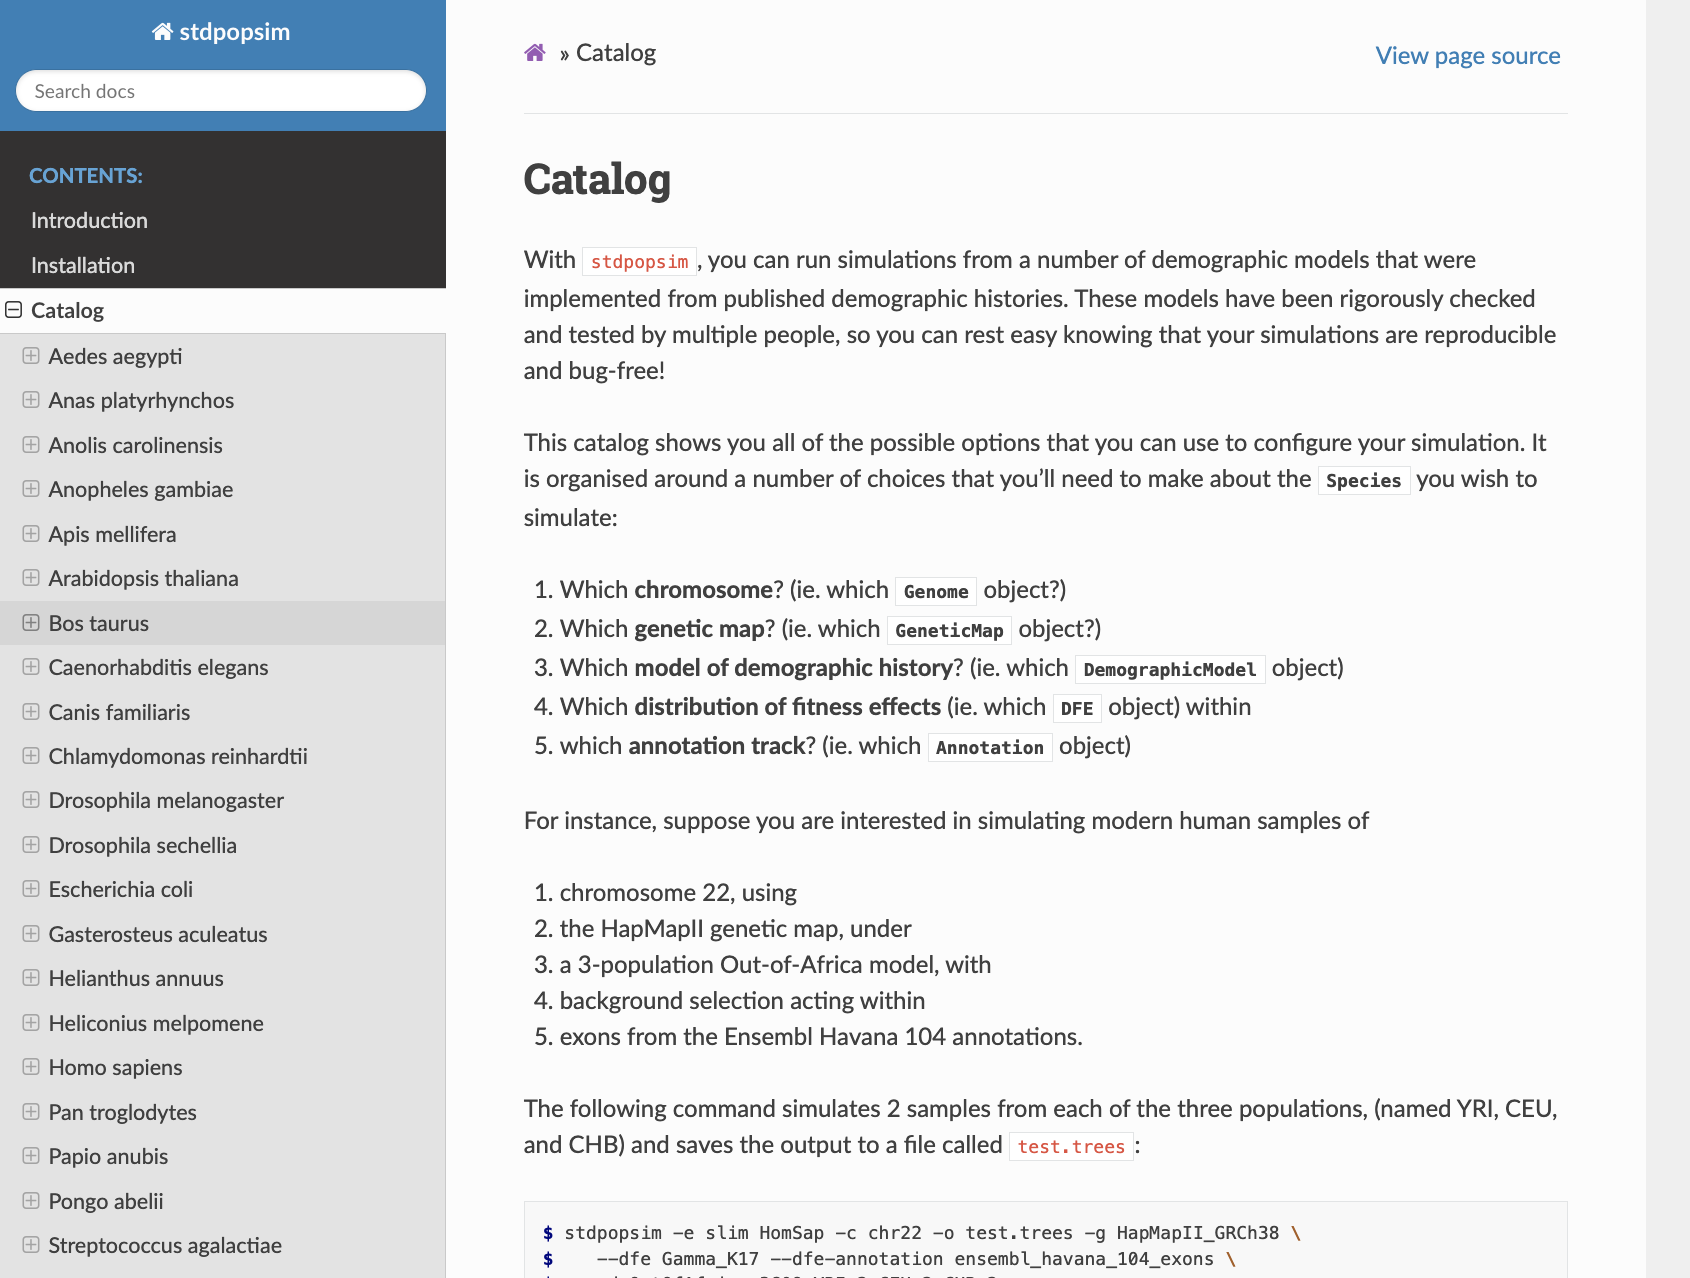 stdpopsim
Search docs
CONTENTS:
Introduction
Installation
Catalog
Aedes aegypti
Anas platyrhynchos
Anolis carolinensis
Anopheles gambiae
Apis mellifera
Arabidopsis thaliana
Bos taurus
Caenorhabditis elegans
Canis familiaris
Chlamydomonas reinhardtii
Drosophila melanogaster
Drosophila sechellia
Escherichia coli
Gasterosteus aculeatus
Helianthus annuus
Heliconius melpomene
Homo sapiens
Pan troglodytes
Papio anubis
Pongo abelii
Streptococcus agalactiae
» Catalog
View page source
Catalog
With stdpopsim, you can run simulations from a number of demographic models that were
implemented from published demographic histories. These models have been rigorously checked
and tested by multiple people, so you can rest easy knowing that your simulations are reproducible
and bug-free!
This catalog shows you all of the possible options that you can use to configure your simulation. It
is organised around a number of choices that you’ll need to make about the Species you wish to
simulate:
1. Which chromosome? (ie. which Genome object?)
2. Which genetic map? (ie. which GeneticMap object?)
3. Which model of demographic history? (ie. which DemographicModel object)
4. Which distribution of fitness effects (ie. which DFE object) within
5. which annotation track? (ie. which Annotation object)
For instance, suppose you are interested in simulating modern human samples of
1. chromosome 22, using
2. the HapMapII genetic map, under
3. a 3-population Out-of-Africa model, with
4. background selection acting within
5. exons from the Ensembl Havana 104 annotations.
The following command simulates 2 samples from each of the three populations, (named YRI, CEU,
and CHB) and saves the output to a file called test.trees:
$ stdpopsim -e slim HomSap -c chr22 -o test.trees -g HapMapII_GRCh38 \
$ --dfe Gamma_K17 --dfe-annotation ensembl_havana_104_exons \